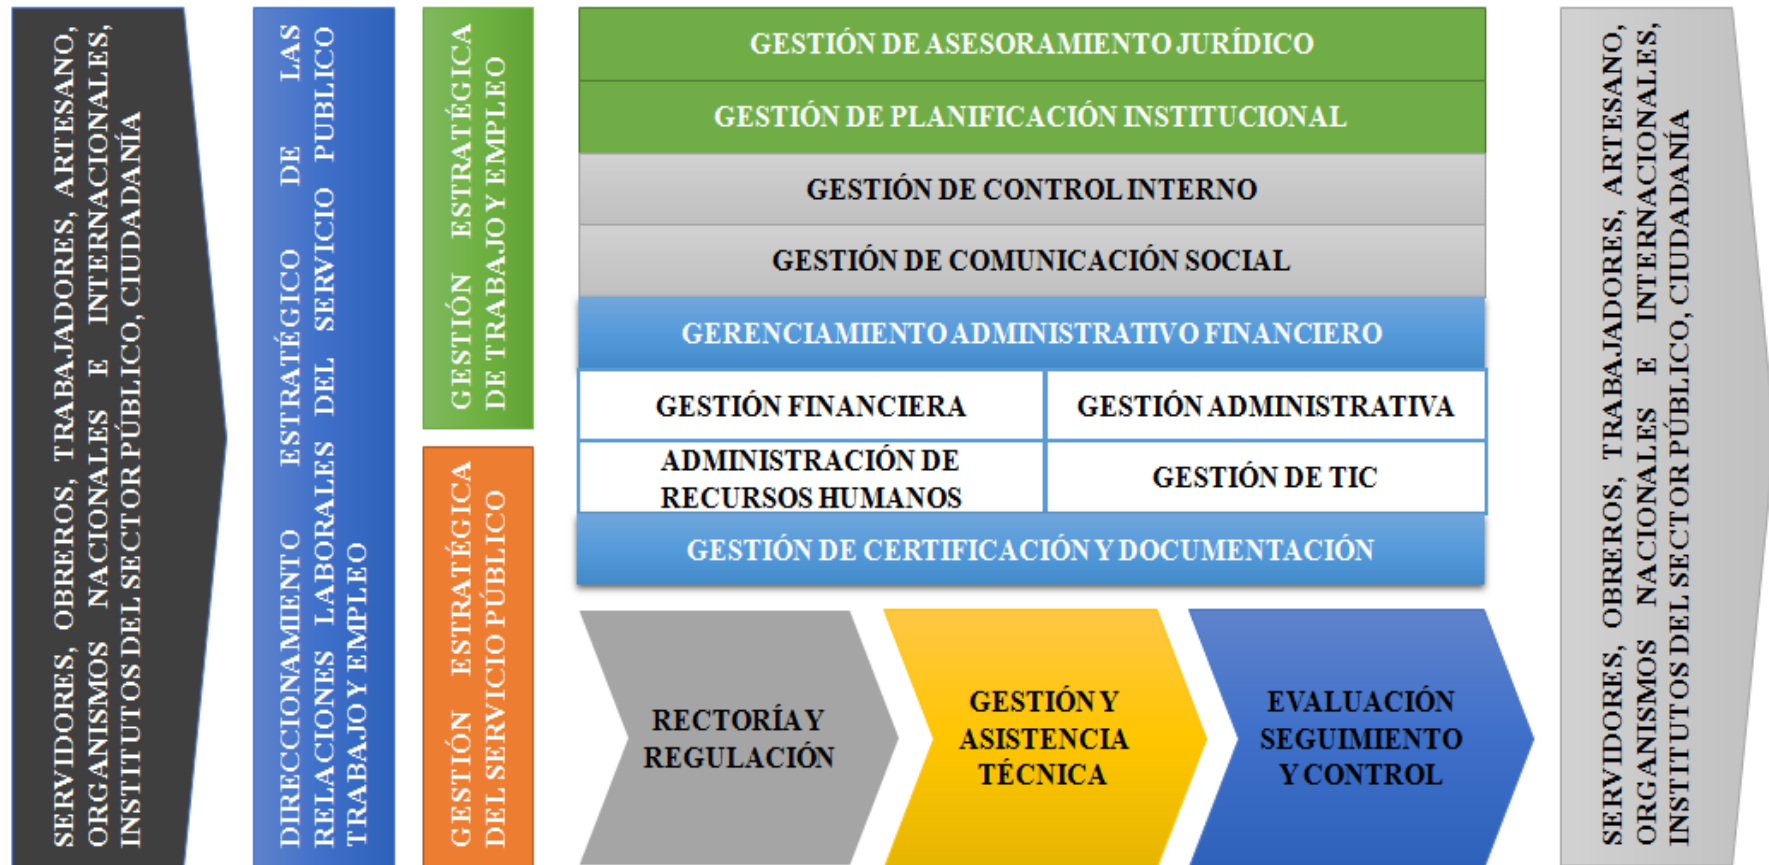 SERVIDORES, OBREROS, TRABAJADORES, ARTESANO,
ORGANISMOS NACIONALES E INTERNACIONALES,
INSTITUTOS DEL SECTOR PÚBLICO, CIUDADANÍA
DIRECCIONAMIENTO ESTRATÉGICO DE LAS
RELACIONES LABORALES DEL SERVICIO PUBLICO
TRABAJO Y EMPLEO
GESTIÓN ESTRATÉGICA
DE TRABAJO Y EMPLEO
GESTIÓN ESTRATÉGICA
DEL SERVICIO PÚBLICO
GESTIÓN DE ASESORAMIENTO JURÍDICO
GESTIÓN DE PLANIFICACIÓN INSTITUCIONAL
GESTIÓN DE CONTROL INTERNO
GESTIÓN DE COMUNICACIÓN SOCIAL
GERENCIAMIENTO ADMINISTRATIVO FINANCIERO
GESTIÓN FINANCIERA
GESTIÓN ADMINISTRATIVA
ADMINISTRACIÓN DE
RECURSOS HUMANOS
GESTIÓN DE TIC
GESTIÓN DE CERTIFICACIÓN Y DOCUMENTACIÓN
RECTORÍA Y
REGULACIÓN
GESTIÓN Y
ASISTENCIA
TÉCNICA
EVALUACIÓN
SEGUIMIENTO
Y CONTROL
SERVIDORES, OBREROS, TRABAJADORES, ARTESANO,
ORGANISMOS NACIONALES E INTERNACIONALES,
INSTITUTOS DEL SECTOR PÚBLICO, CIUDADANÍA